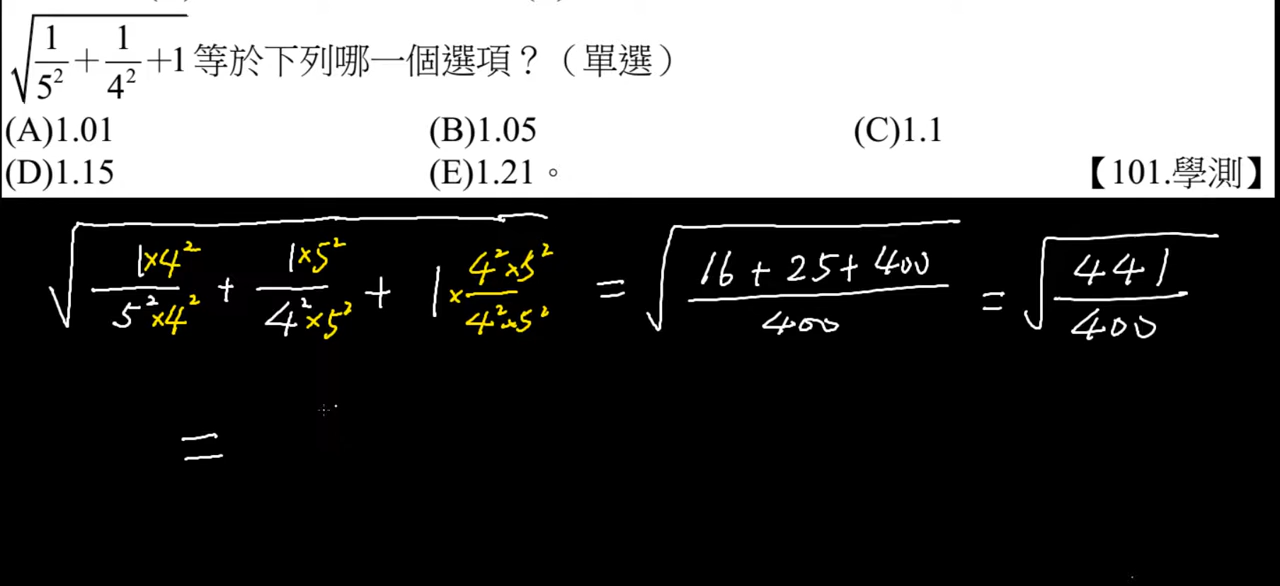 √(1/5² + 1/4² + 1) 等於下列哪一個選項？（單選）
(A)1.01 (B)1.05 (C)1.1
(D)1.15 (E)1.21。 【101.學測】
√((1×4²)/(5²×4²) + (1×5²)/(4²×5²) + 1×(4²×5²)/(4²×5²)) = √((16+25+400)/400) = √(441/400)
=